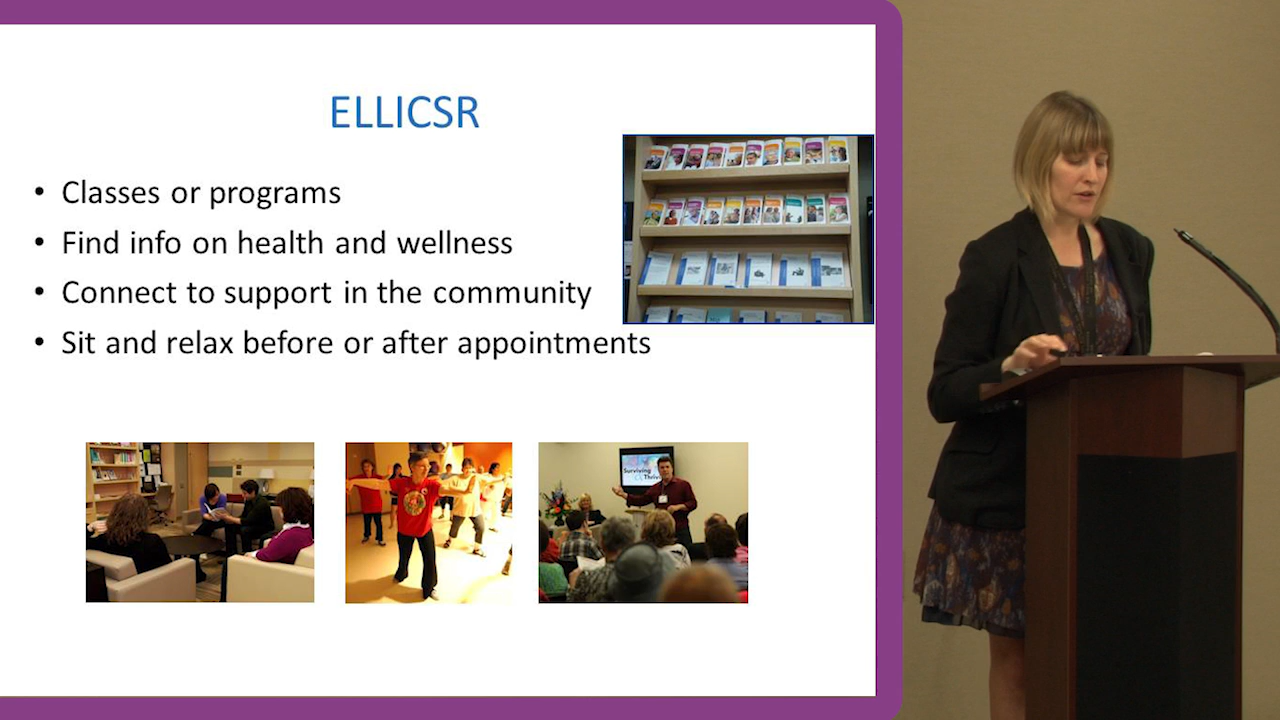 ELLICSR
• Classes or programs
• Find info on health and wellness
• Connect to support in the community
• Sit and relax before or after appointments
Surviving